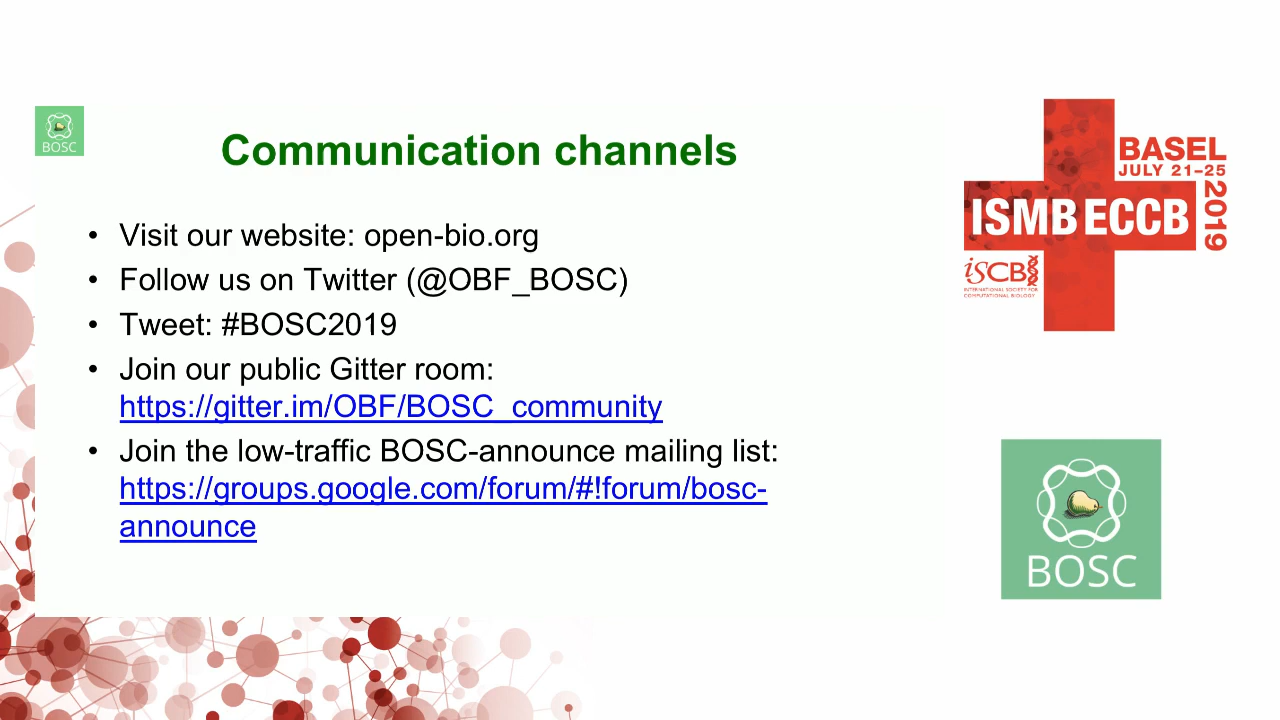 BOSC
Communication channels
• Visit our website: open-bio.org
• Follow us on Twitter (@OBF_BOSC)
• Tweet: #BOSC2019
• Join our public Gitter room:
https://gitter.im/OBF/BOSC_community
• Join the low-traffic BOSC-announce mailing list:
https://groups.google.com/forum/#!forum/bosc-
announce
BASEL
JULY 21–25
2019
ISMB ECCB
iSCB
INTERNATIONAL SOCIETY FOR
COMPUTATIONAL BIOLOGY
BOSC